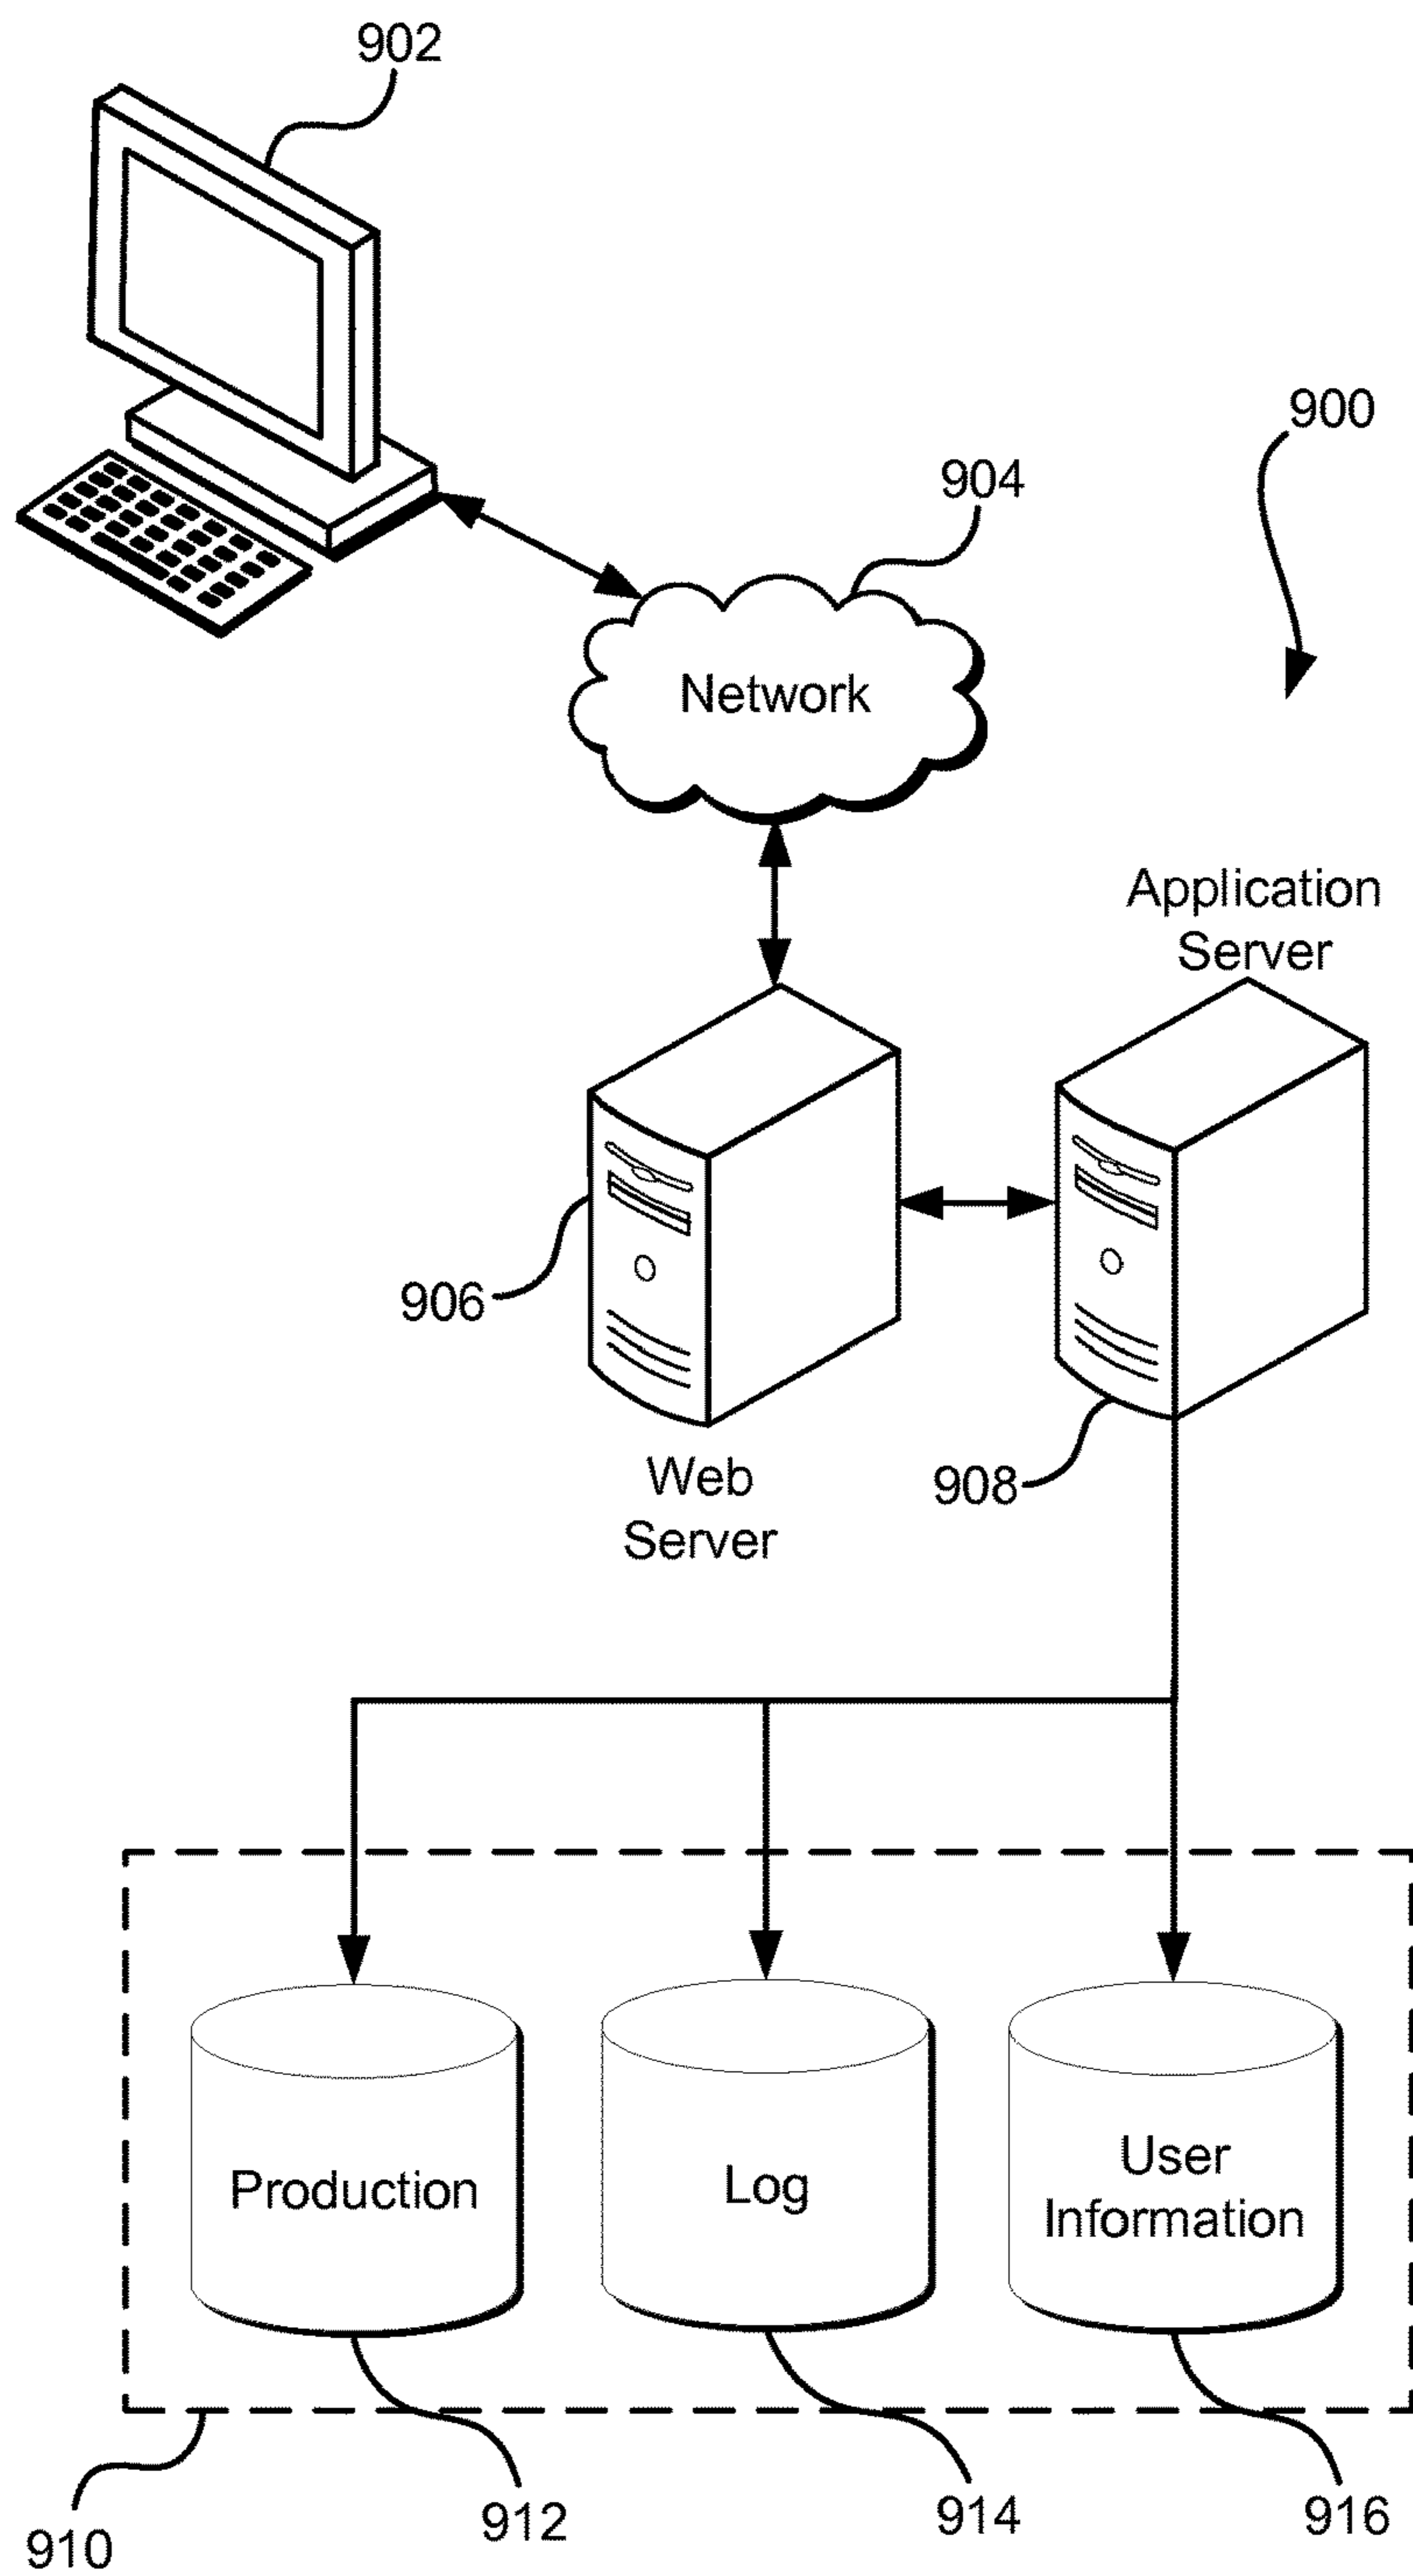 902
900
904
Network
Application
Server
906
Web
Server
908
Production
Log
User
Information
910
912
914
916